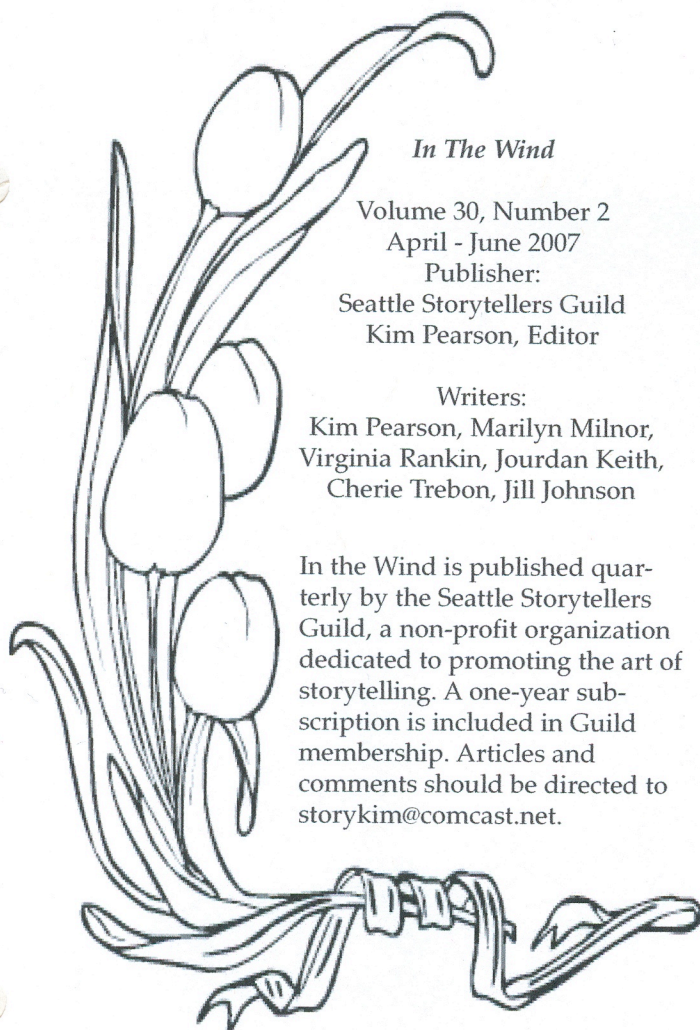 In The Wind
Volume 30, Number 2
April - June 2007
Publisher:
Seattle Storytellers Guild
Kim Pearson, Editor
Writers:
Kim Pearson, Marilyn Milnor,
Virginia Rankin, Jourdan Keith,
Cherie Trebon, Jill Johnson
In the Wind is published quar-
terly by the Seattle Storytellers
Guild, a non-profit organization
dedicated to promoting the art of
storytelling. A one-year sub-
scription is included in Guild
membership. Articles and
comments should be directed to
storykim@comcast.net.